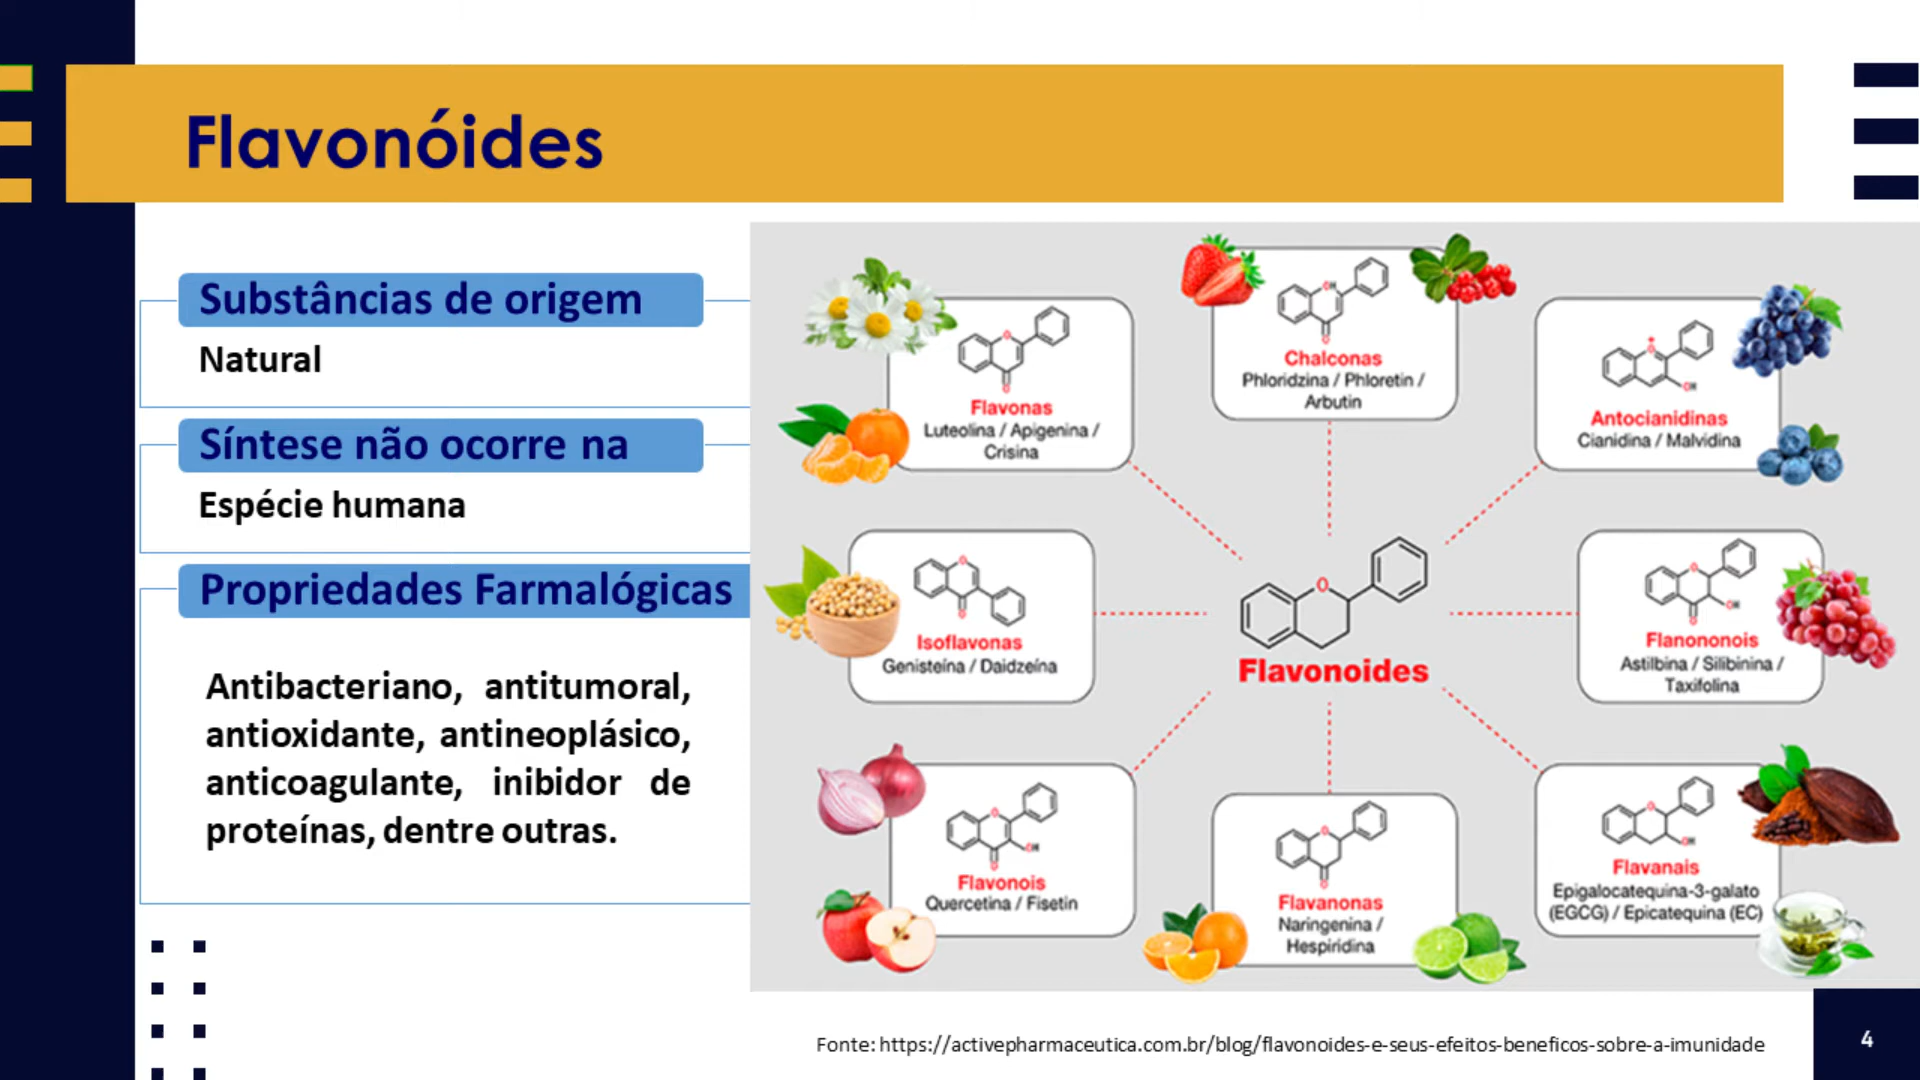 Flavonóides
Substâncias de origem
Natural
Síntese não ocorre na
Espécie humana
Propriedades Farmalógicas
Antibacteriano, antitumoral,
antioxidante, antineoplásico,
anticoagulante, inibidor de
proteínas, dentre outras.
Flavonas
Luteolina / Apigenina /
Crisina
Chalconas
Phloridzina / Phloretin /
Arbutin
Antocianidinas
Cianidina / Malvidina
Isoflavonas
Genisteína / Daidzeína
Flavonoides
Flanononois
Astilbina / Silibinina /
Taxifolina
Flavonois
Quercetina / Fisetin
Flavanonas
Naringenina /
Hespiridina
Flavanais
Epigalocatequina-3-galato
(EGCG) / Epicatequina (EC)
Fonte: https://activepharmaceutica.com.br/blog/flavonoides-e-seus-efeitos-beneficos-sobre-a-imunidade
4